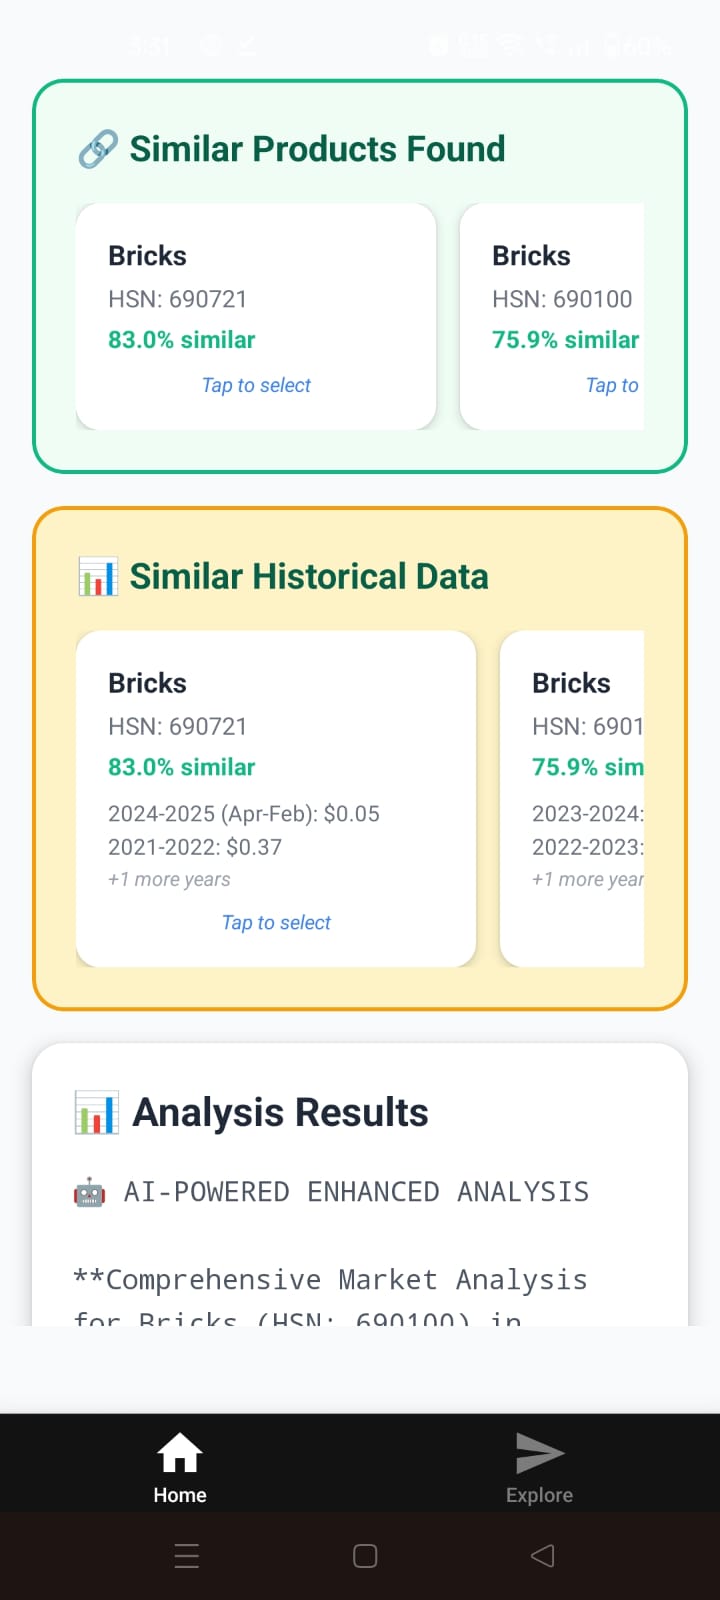 Similar Products Found
Bricks
HSN: 690721
83.0% similar
Tap to select
Bricks
HSN: 690100
75.9% similar
Tap to
Similar Historical Data
Bricks
HSN: 690721
83.0% similar
2024-2025 (Apr-Feb): $0.05
2021-2022: $0.37
+1 more years
Tap to select
Bricks
HSN: 6901
75.9% sim
2023-2024:
2022-2023:
+1 more year
Analysis Results
AI-POWERED ENHANCED ANALYSIS
**Comprehensive Market Analysis
for Bricks (HSN: 690100) in
Home
Explore